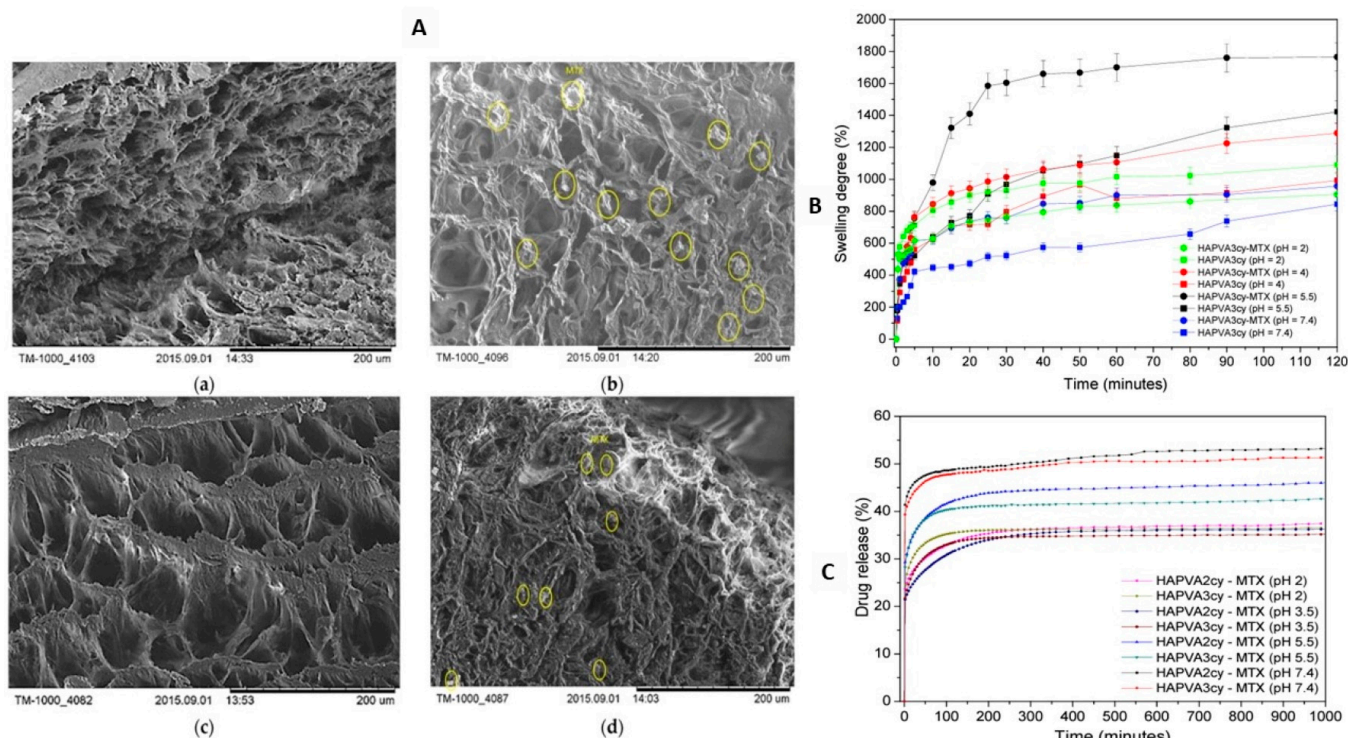 A
MTX
TM-1000_4103 2015.09.01 14:33 200 um
(a)
TM-1000_4096 2015.09.01 14:20 200 um
(b)
TM-1000_4082 13:53 200 um
(c)
TM-1000_4087 2015.09.01 14:03 200 um
(d)
B
Swelling degree (%)
2000
1800
1600
1400
1200
1000
800
600
400
200
0
HAPVA3cy-MTX (pH = 2)
HAPVA3cy (pH = 2)
HAPVA3cy-MTX (pH = 4)
HAPVA3cy (pH = 4)
HAPVA3cy-MTX (pH = 5.5)
HAPVA3cy (pH = 5.5)
HAPVA3cy-MTX (pH = 7.4)
HAPVA3cy (pH = 7.4)
0 10 20 30 40 50 60 70 80 90 100 110 120
Time (minutes)
C
Drug release (%)
60
50
40
30
20
10
0
HAPVA2cy - MTX (pH 2)
HAPVA3cy - MTX (pH 2)
HAPVA2cy - MTX (pH 3.5)
HAPVA3cy - MTX (pH 3.5)
HAPVA2cy - MTX (pH 5.5)
HAPVA3cy - MTX (pH 5.5)
HAPVA2cy - MTX (pH 7.4)
HAPVA3cy - MTX (pH 7.4)
0 100 200 300 400 500 600 700 800 900 1000
Time (minutes)